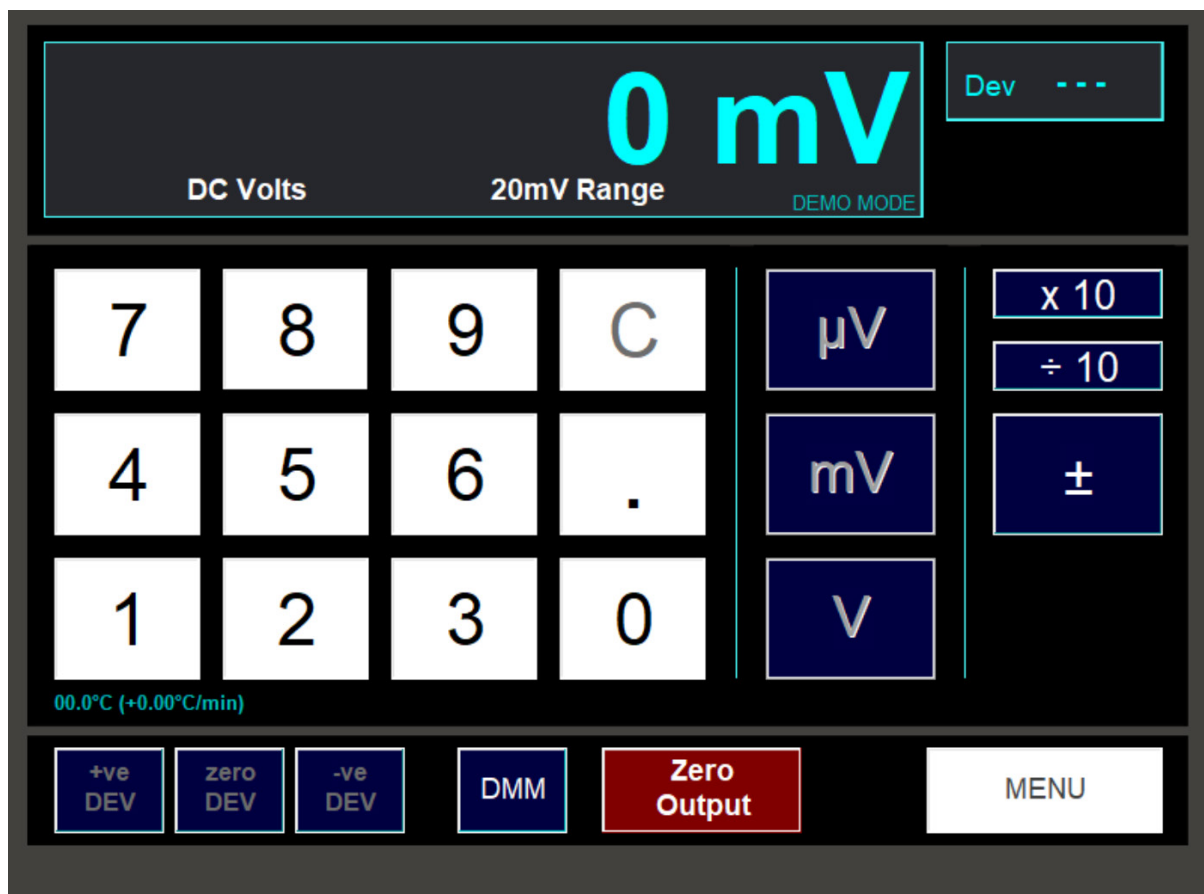 0 mV
Dev ---
DC Volts 20mV Range DEMO MODE
7 8 9 C µV x 10
÷ 10
4 5 6 . mV ±
1 2 3 0 V
00.0°C (+0.00°C/min)
+ve DEV
zero DEV
-ve DEV
DMM
Zero
Output
MENU